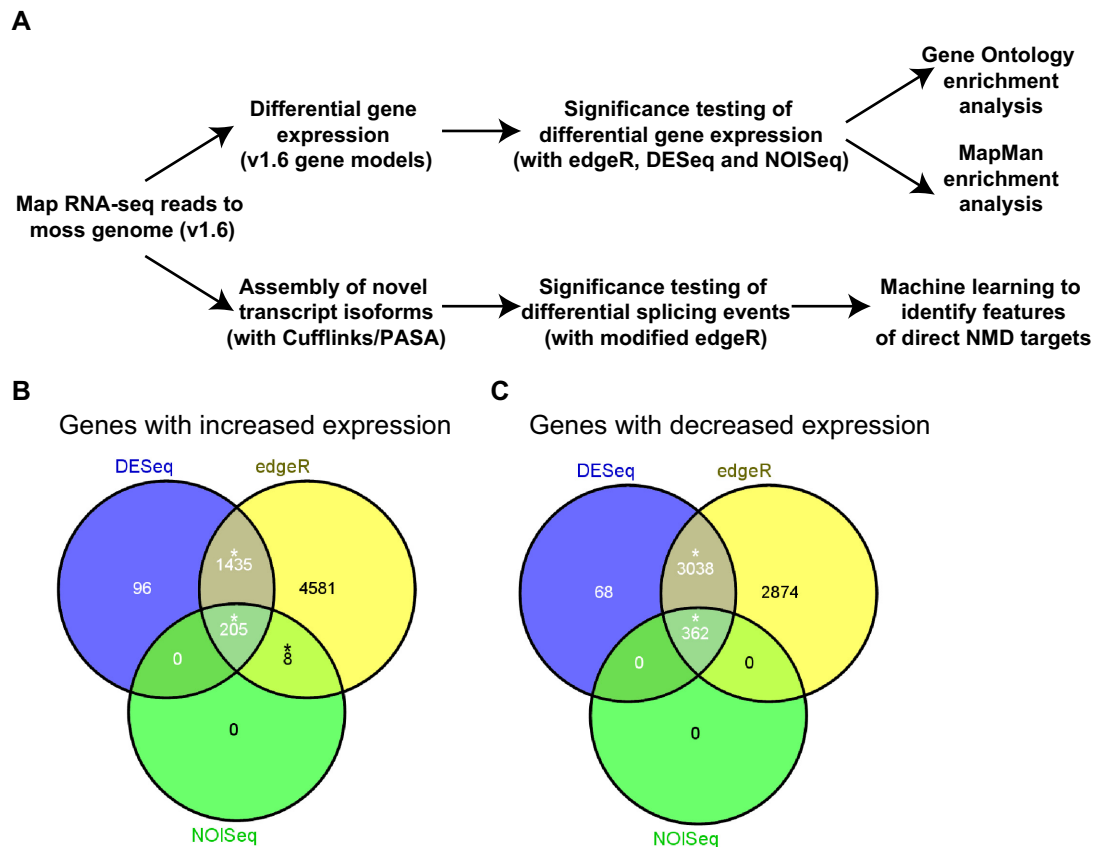 A
Map RNA-seq reads to
moss genome (v1.6)
Differential gene
expression
(v1.6 gene models)
Significance testing of
differential gene expression
(with edgeR, DESeq and NOISeq)
Gene Ontology
enrichment
analysis
MapMan
enrichment
analysis
Assembly of novel
transcript isoforms
(with Cufflinks/PASA)
Significance testing of
differential splicing events
(with modified edgeR)
Machine learning to
identify features
of direct NMD targets
B
Genes with increased expression
DESeq
edgeR
*
1435
96
4581
*
205
0
*
8
0
NOISeq
C
Genes with decreased expression
DESeq
edgeR
*
3038
68
2874
*
362
0
0
0
NOISeq